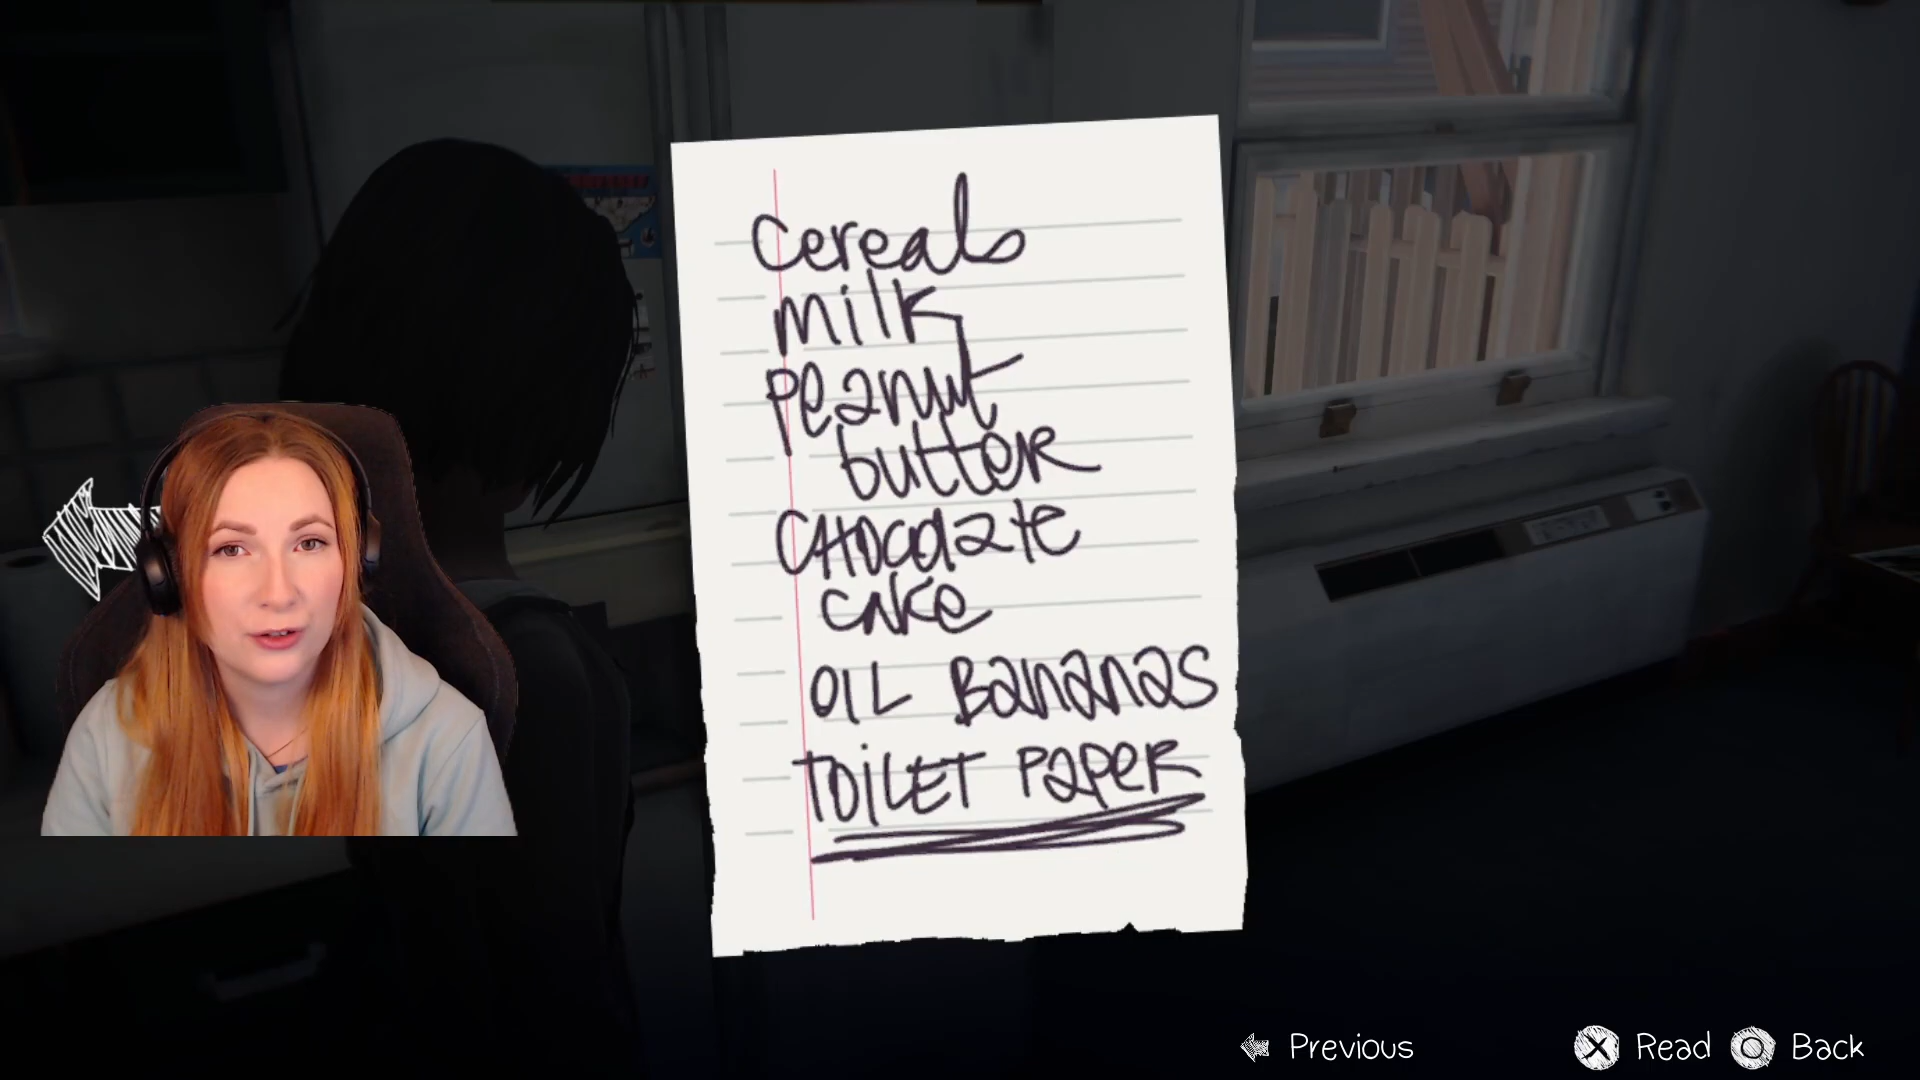 cereals
milk
peanut
butter
CHocolate
cake
OIL Bananas
TOiLET PapeR
Previous
Read
Back